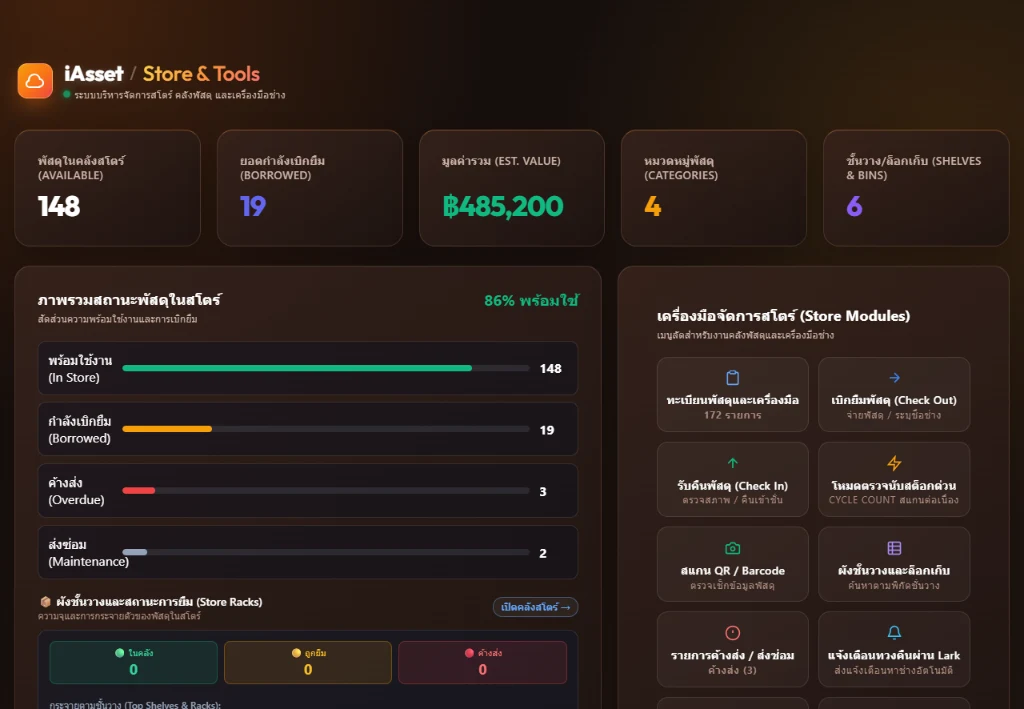 iAsset / Store & Tools
ระบบบริหารจัดการสโตร์ คลังพัสดุ และเครื่องมือช่าง
พัสดุในคลังสโตร์
(AVAILABLE)
148
ยอดกำลังเบิกยืม
(BORROWED)
19
มูลค่ารวม (EST. VALUE)
฿485,200
หมวดหมู่พัสดุ
(CATEGORIES)
4
ชั้นวาง/ล็อกเก็บ (SHELVES
& BINS)
6
ภาพรวมสถานะพัสดุในสโตร์
86% พร้อมใช้
สัดส่วนความพร้อมใช้งานและการเบิกยืม
พร้อมใช้งาน
(In Store)
148
กำลังเบิกยืม
(Borrowed)
19
ค้างส่ง
(Overdue)
3
ส่งซ่อม
(Maintenance)
2
ผังชั้นวางและสถานะการยืม (Store Racks)
ความจุและการกระจายตัวของพัสดุในสโตร์
เปิดคลังสโตร์ →
ในคลัง
0
ถูกยืม
0
ค้างส่ง
0
กระจายตามชั้นวาง (Top Shelves & Racks):
เครื่องมือจัดการสโตร์ (Store Modules)
เมนูลัดสำหรับงานคลังพัสดุและเครื่องมือช่าง
ทะเบียนพัสดุและเครื่องมือ
172 รายการ
เบิกยืมพัสดุ (Check Out)
จ่ายพัสดุ / ระบุชื่อช่าง
รับคืนพัสดุ (Check In)
ตรวจสภาพ / คืนเข้าชั้น
โหมดตรวจนับสต็อกด่วน
CYCLE COUNT สแกนต่อเนื่อง
สแกน QR / Barcode
ตรวจเช็กข้อมูลพัสดุ
ผังชั้นวางและล็อกเก็บ
ค้นหาตามพิกัดชั้นวาง
รายการค้างส่ง / ส่งซ่อม
ค้างส่ง (3)
แจ้งเตือนทวงคืนผ่าน Lark
ส่งแจ้งเตือนหาช่างอัตโนมัติ